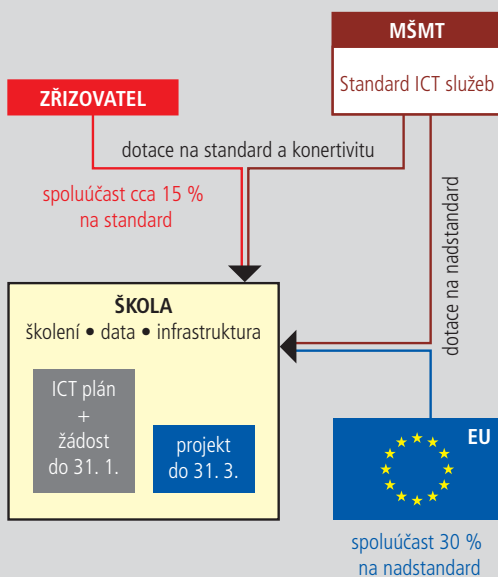 MŠMT
Standard ICT služeb
ZŘIZOVATEL
dotace na standard a konertivitu
spoluúčast cca 15 %
na standard
dotace na nadstandard
ŠKOLA
školení • data • infrastruktura
ICT plán
+
žádost
do 31. 1.
projekt
do 31. 3.
EU
spoluúčast 30 %
na nadstandard